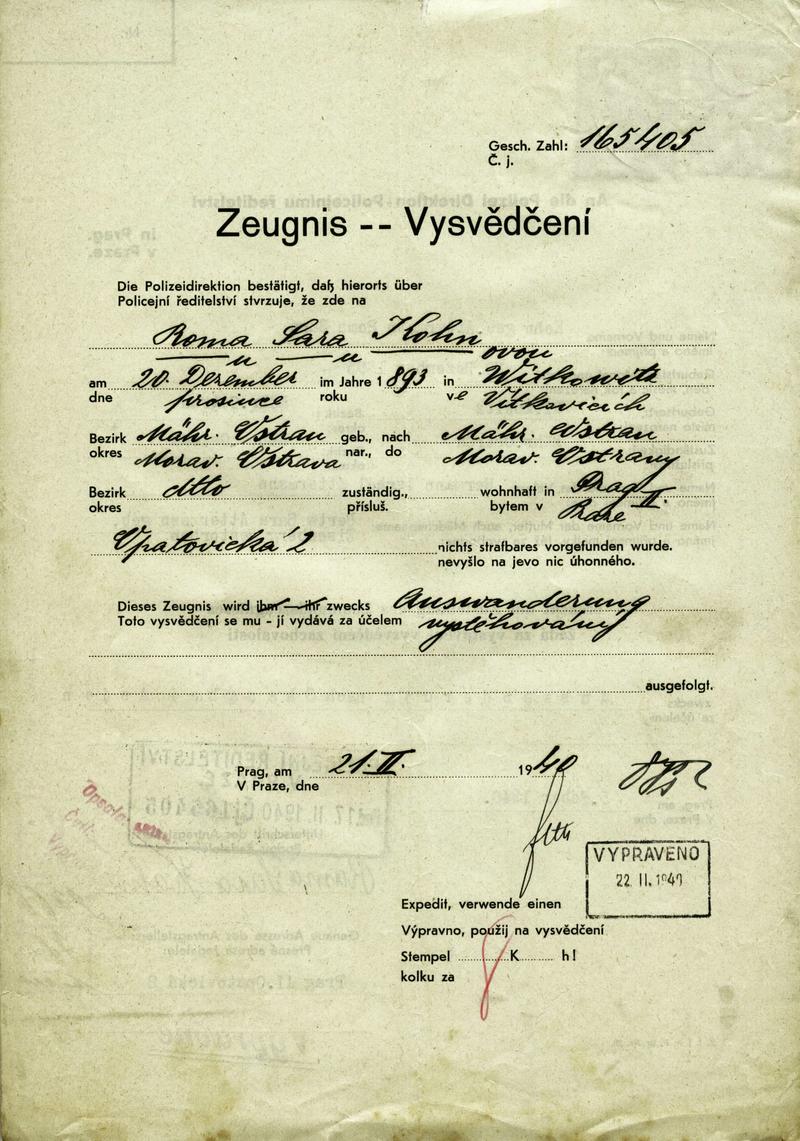 Gesch. Zahl: 165405
Č. j.
Zeugnis -- Vysvědčení
Die Polizeidirektion bestätigt, daß hierorts über
Policejní ředitelství stvrzuje, že zde na
Roma Sara Kohn
u u ovou
am 20. Dezember im Jahre 1893 in Witkowitz
dne prosince roku ve Vítkovicích
Bezirk Mähr. Ostrau geb., nach Mähr. Ostrau
okres Morav. Ostrava nar., do Morav. Ostravy
Bezirk dtto zuständig., wohnhaft in Prag II.
okres přísluš. bytem v Praze
Opatovická 2 nichts strafbares vorgefunden wurde.
nevyšlo na jevo nic úhonného.
Dieses Zeugnis wird ihm - ihr zwecks Auswanderung
Toto vysvědčení se mu - jí vydává za účelem vystěhování
ausgefolgt.
Prag, am 21. II. 1940
V Praze, dne
VYPRAVENO
22. II. 1940
Expedit, verwende einen
Výpravno, použij na vysvědčení
Stempel K h!
kolku za